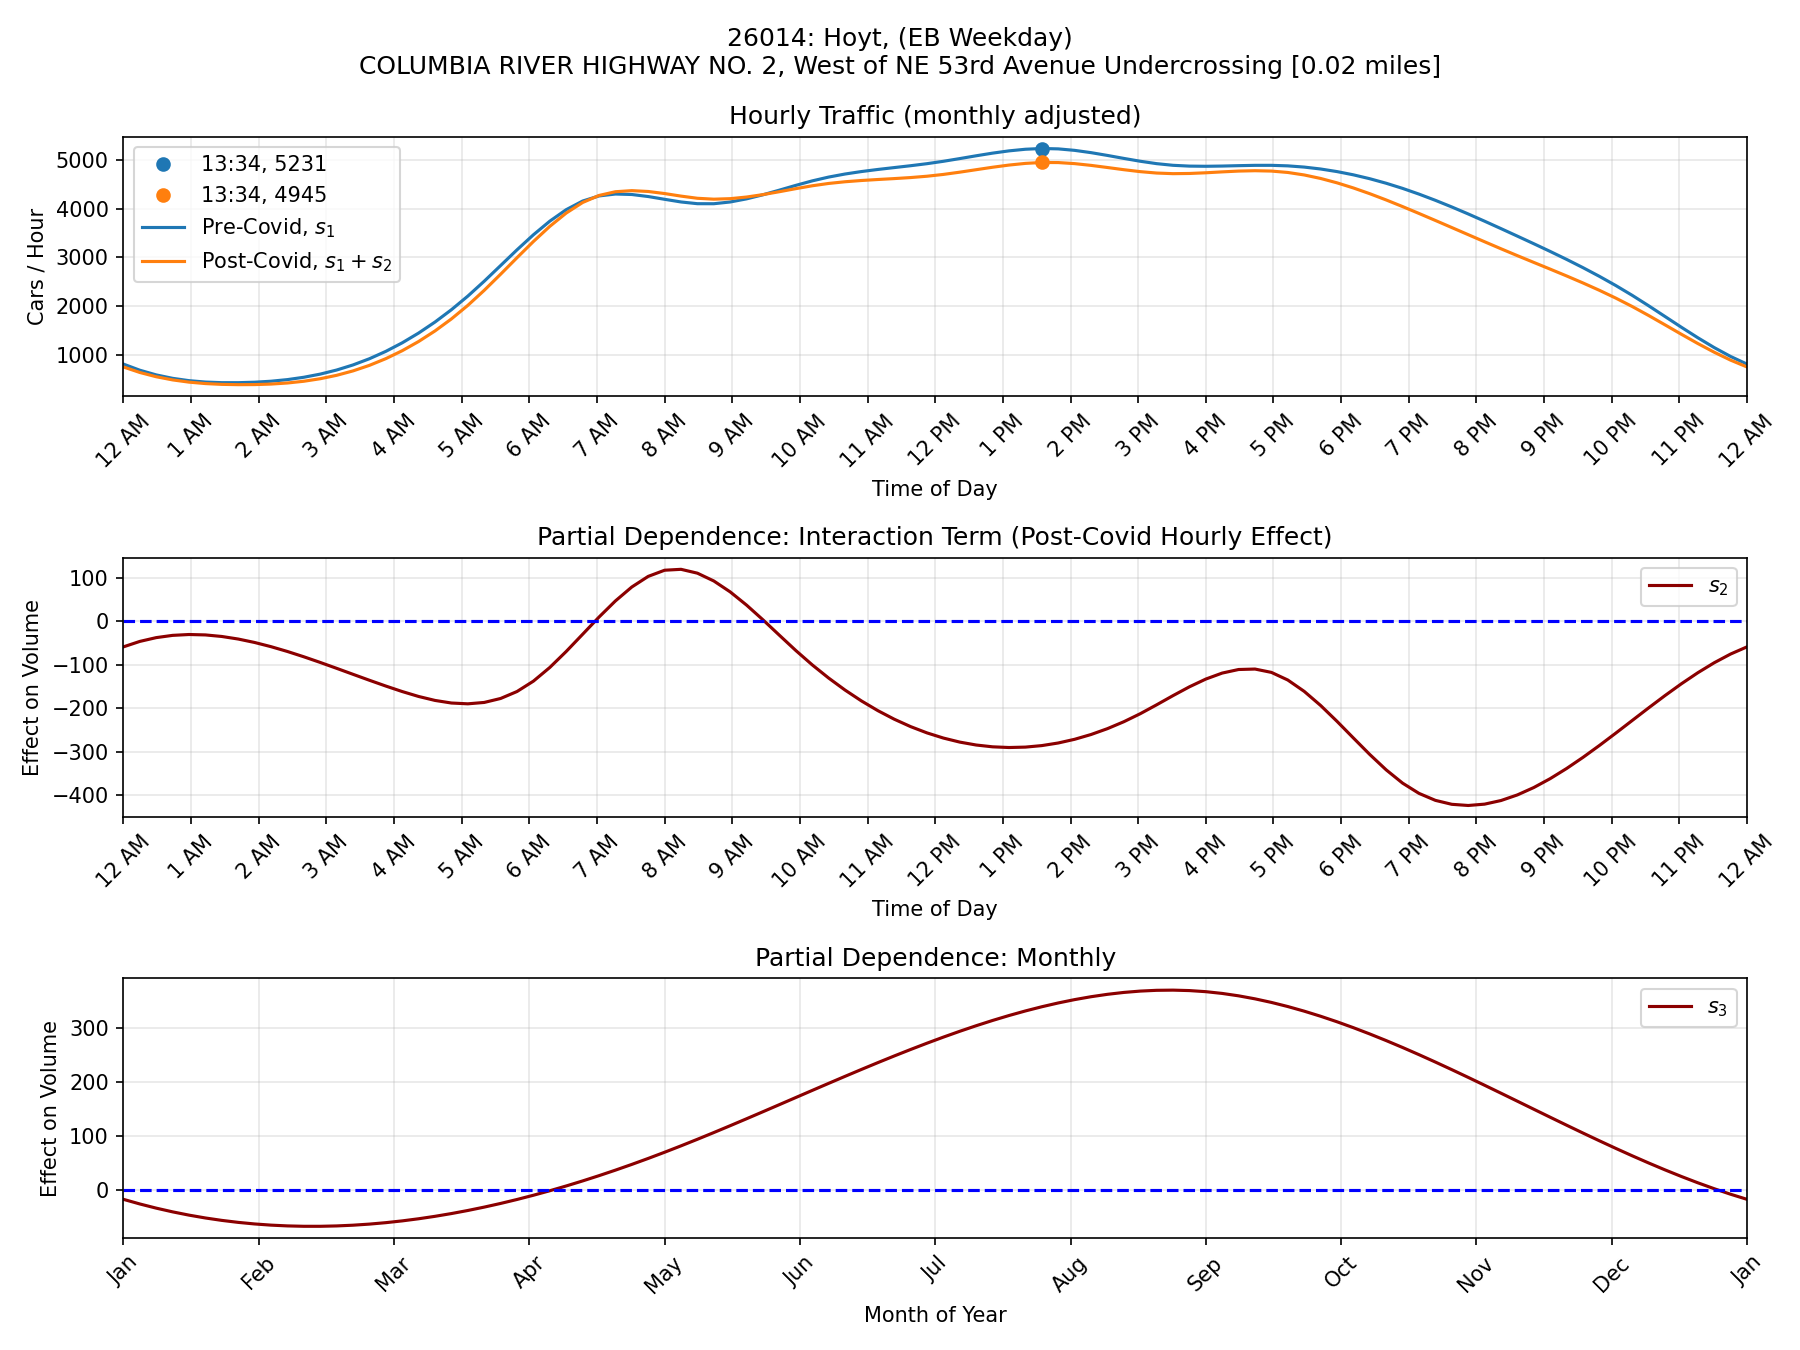 26014: Hoyt, (EB Weekday)
COLUMBIA RIVER HIGHWAY NO. 2, West of NE 53rd Avenue Undercrossing [0.02 miles]
Hourly Traffic (monthly adjusted)
Cars / Hour
5000
4000
3000
2000
1000
13:34, 5231
13:34, 4945
Pre-Covid, s₁
Post-Covid, s₁ + s₂
12 AM 1 AM 2 AM 3 AM 4 AM 5 AM 6 AM 7 AM 8 AM 9 AM 10 AM 11 AM 12 PM 1 PM 2 PM 3 PM 4 PM 5 PM 6 PM 7 PM 8 PM 9 PM 10 PM 11 PM 12 AM
Time of Day
Partial Dependence: Interaction Term (Post-Covid Hourly Effect)
Effect on Volume
100
0
−100
−200
−300
−400
s₂
12 AM 1 AM 2 AM 3 AM 4 AM 5 AM 6 AM 7 AM 8 AM 9 AM 10 AM 11 AM 12 PM 1 PM 2 PM 3 PM 4 PM 5 PM 6 PM 7 PM 8 PM 9 PM 10 PM 11 PM 12 AM
Time of Day
Partial Dependence: Monthly
Effect on Volume
300
200
100
0
s₃
Jan Feb Mar Apr May Jun Jul Aug Sep Oct Nov Dec Jan
Month of Year